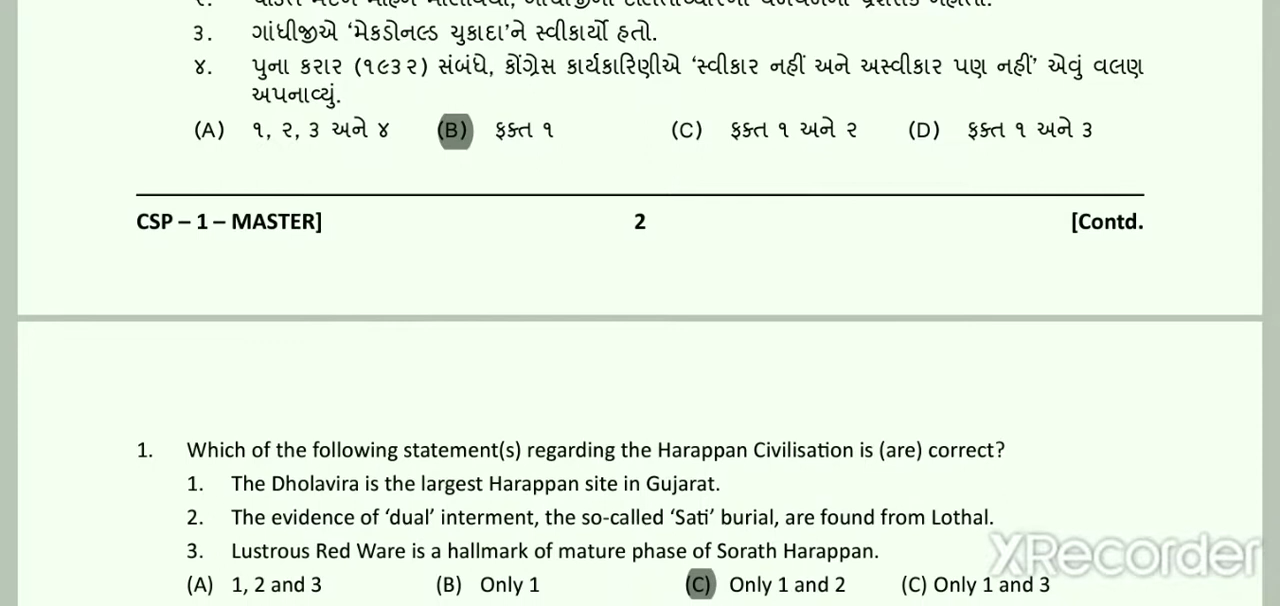 ૩. ગાંધીજીએ ‘મેકડોનલ્ડ ચુકાદા’ને સ્વીકાર્યો હતો.
૪. પુના કરાર (૧૯૩૨) સંબંધે, કોંગ્રેસ કાર્યકારિણીએ ‘સ્વીકાર નહીં અને અસ્વીકાર પણ નહીં’ એવું વલણ
અપનાવ્યું.
(A) ૧, ૨, ૩ અને ૪ (B) ફક્ત ૧ (C) ફક્ત ૧ અને ૨ (D) ફક્ત ૧ અને ૩
CSP – 1 – MASTER] 2 [Contd.
1. Which of the following statement(s) regarding the Harappan Civilisation is (are) correct?
1. The Dholavira is the largest Harappan site in Gujarat.
2. The evidence of ‘dual’ interment, the so-called ‘Sati’ burial, are found from Lothal.
3. Lustrous Red Ware is a hallmark of mature phase of Sorath Harappan.
XRecorder
(A) 1, 2 and 3 (B) Only 1 (C) Only 1 and 2 (C) Only 1 and 3